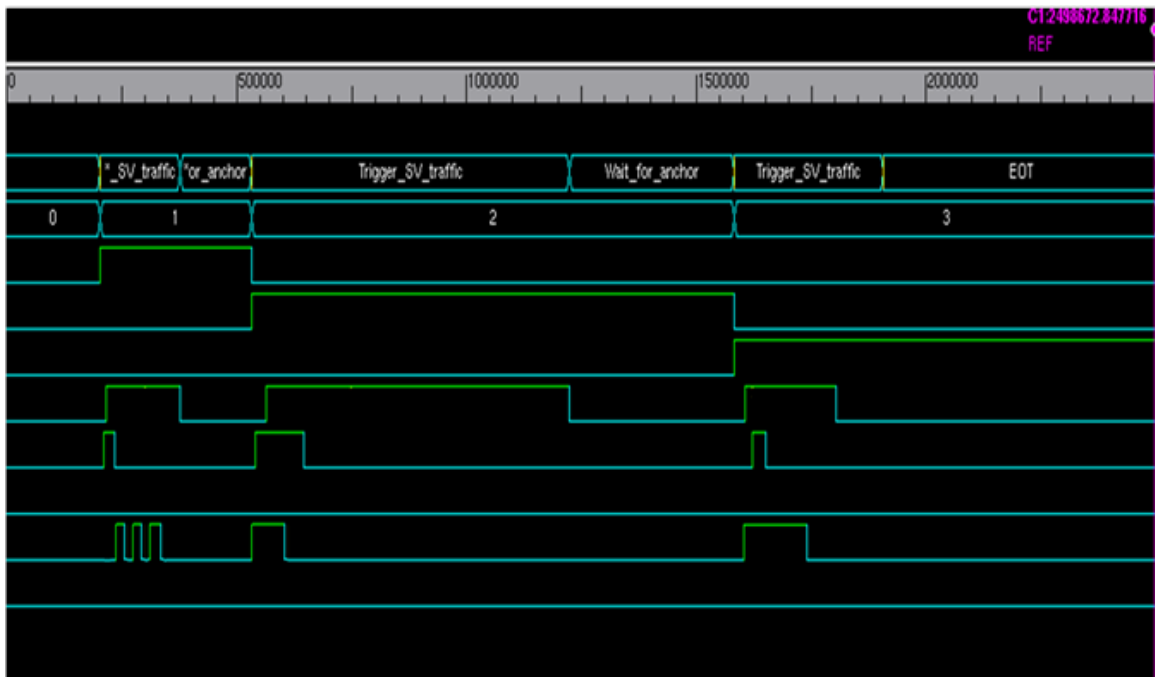 C1:2498672.847716
REF
0 500000 1000000 1500000 2000000
*_SV_traffic *or_anchor Trigger_SV_traffic Wait_for_anchor Trigger_SV_traffic EOT
0 1 2 3